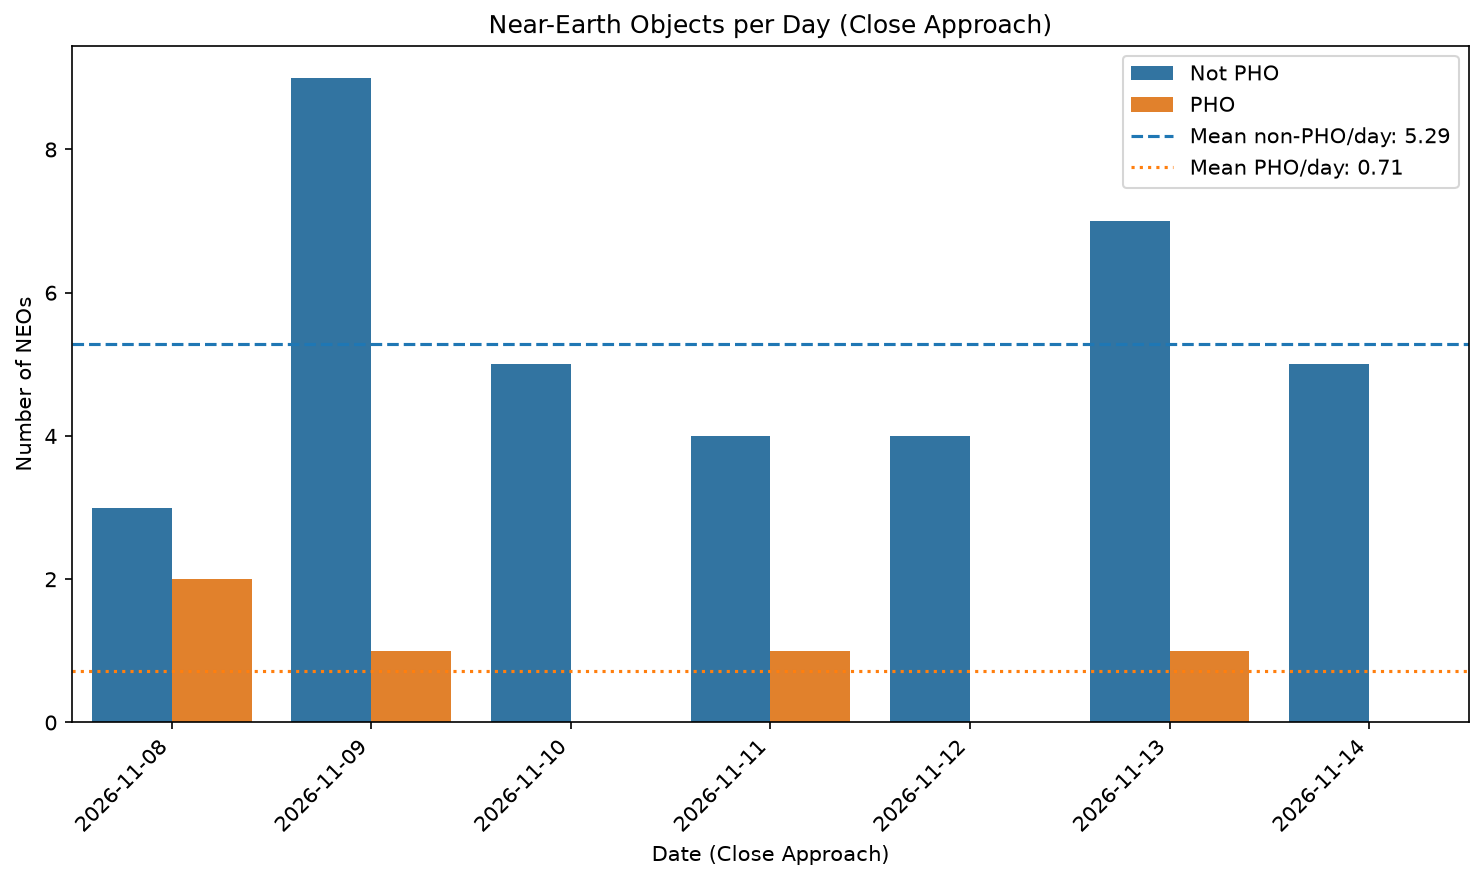 Near-Earth Objects per Day (Close Approach)
Not PHO
PHO
Mean non-PHO/day: 5.29
Mean PHO/day: 0.71
Number of NEOs
8
6
4
2
0
2026-11-08
2026-11-09
2026-11-10
2026-11-11
2026-11-12
2026-11-13
2026-11-14
Date (Close Approach)